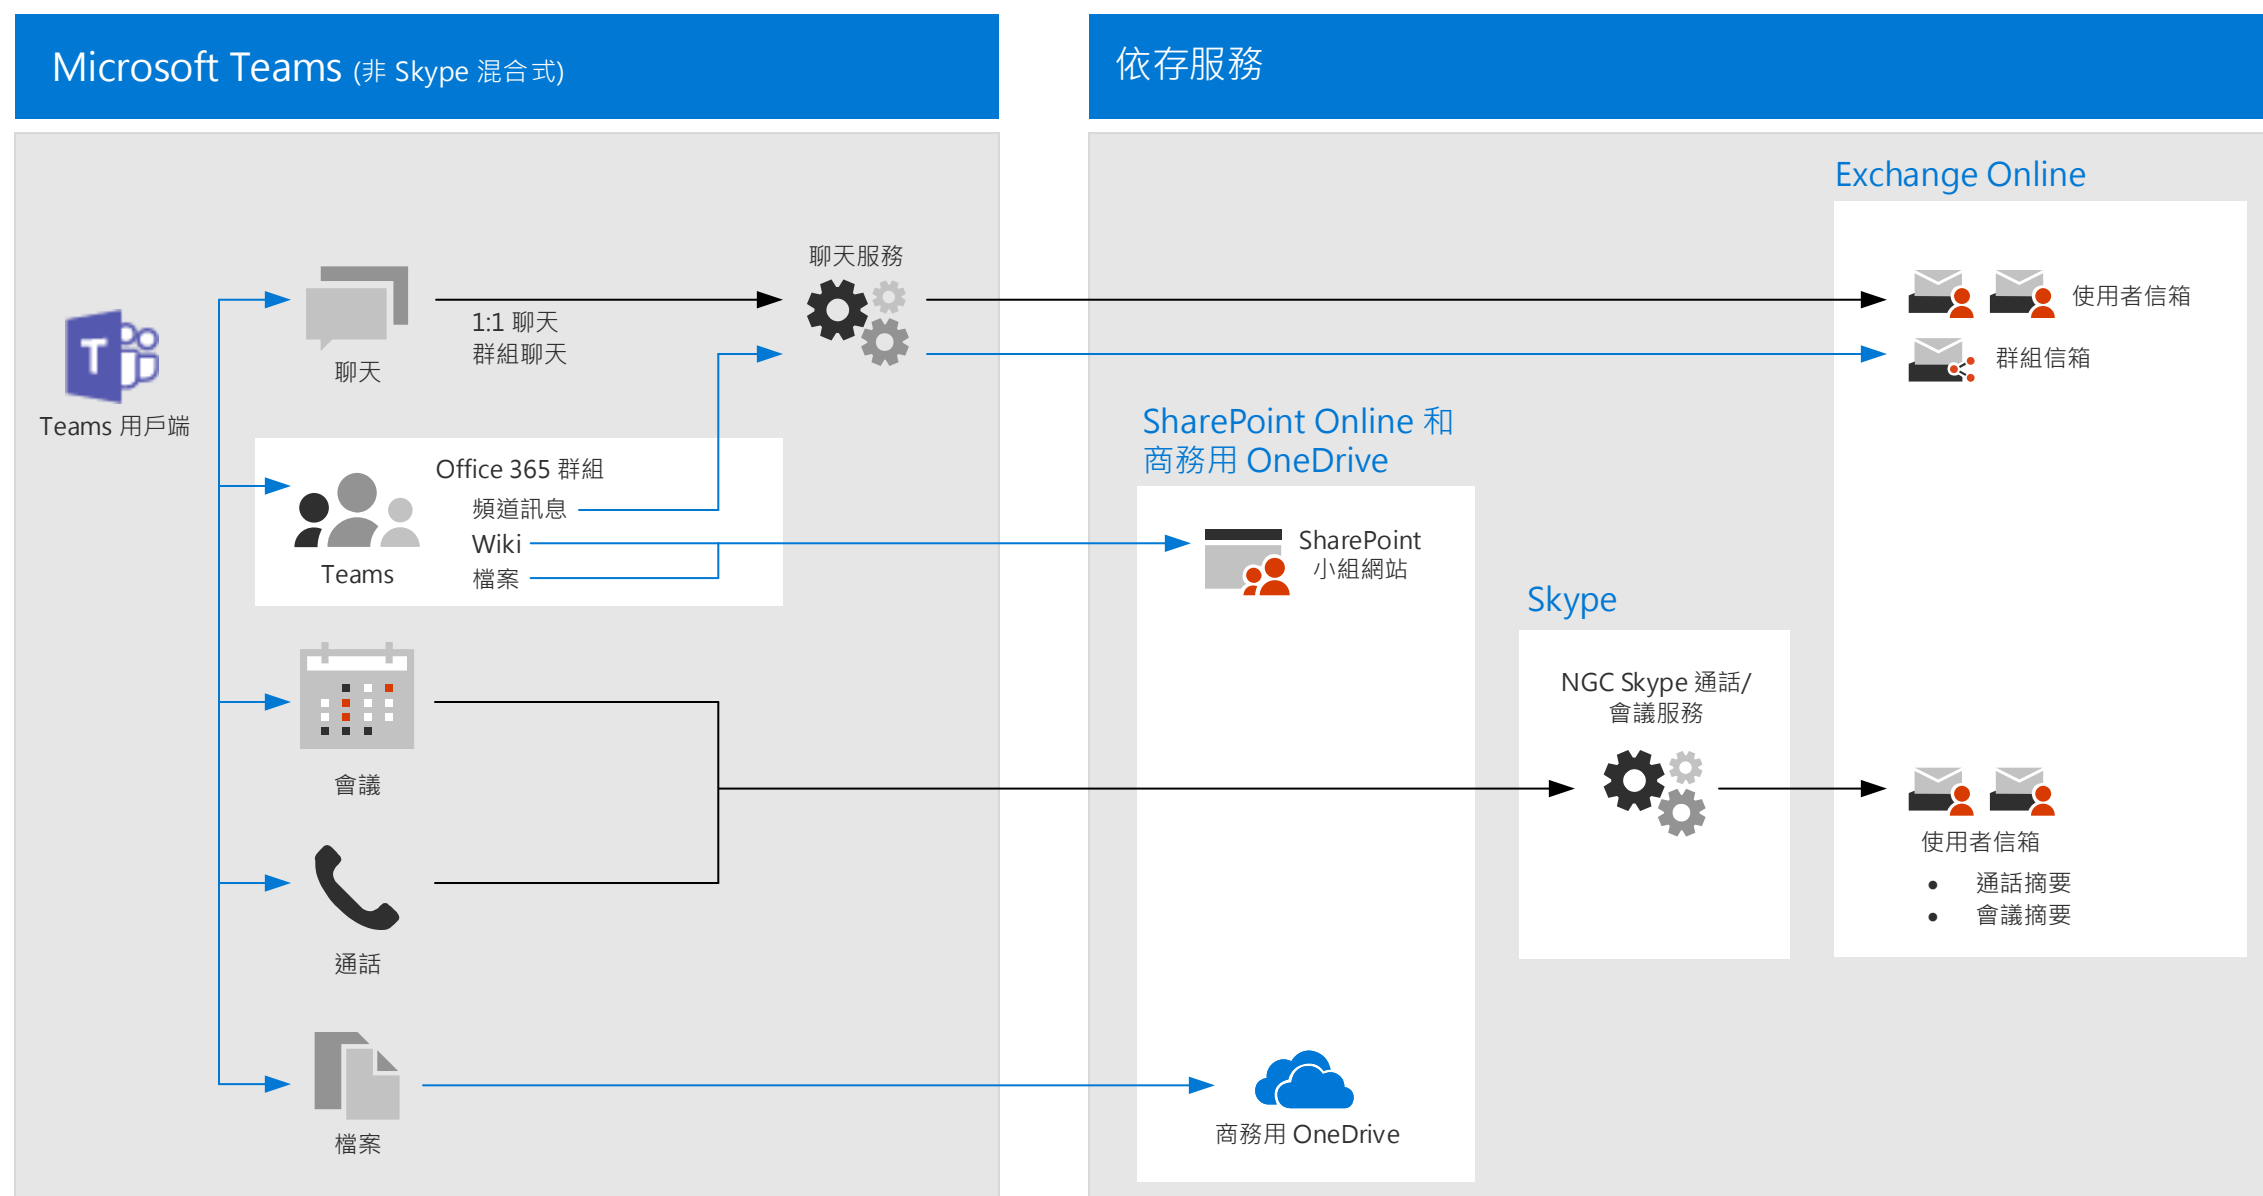 Microsoft Teams (非 Skype 混合式)
依存服務
Exchange Online
聊天服務
使用者信箱
1:1 聊天
群組聊天
聊天
群組信箱
T
Teams 用戶端
SharePoint Online 和
商務用 OneDrive
Office 365 群組
頻道訊息
Wiki
檔案
Teams
SharePoint
小組網站
Skype
NGC Skype 通話/
會議服務
會議
使用者信箱
• 通話摘要
• 會議摘要
通話
商務用 OneDrive
檔案